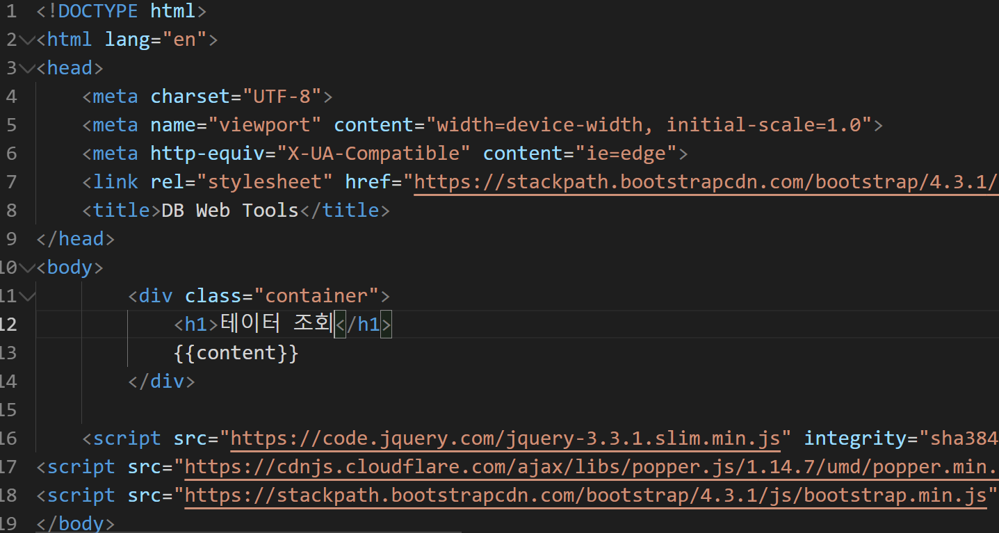 1 <!DOCTYPE html>
2 <html lang="en">
3 <head>
4 <meta charset="UTF-8">
5 <meta name="viewport" content="width=device-width, initial-scale=1.0">
6 <meta http-equiv="X-UA-Compatible" content="ie=edge">
7 <link rel="stylesheet" href="https://stackpath.bootstrapcdn.com/bootstrap/4.3.1/
8 <title>DB Web Tools</title>
9 </head>
10 <body>
11 <div class="container">
12 <h1>테이터 조회</h1>
13 {{content}}
14 </div>
15
16 <script src="https://code.jquery.com/jquery-3.3.1.slim.min.js" integrity="sha384
17 <script src="https://cdnjs.cloudflare.com/ajax/libs/popper.js/1.14.7/umd/popper.min.
18 <script src="https://stackpath.bootstrapcdn.com/bootstrap/4.3.1/js/bootstrap.min.js"
19 </body>